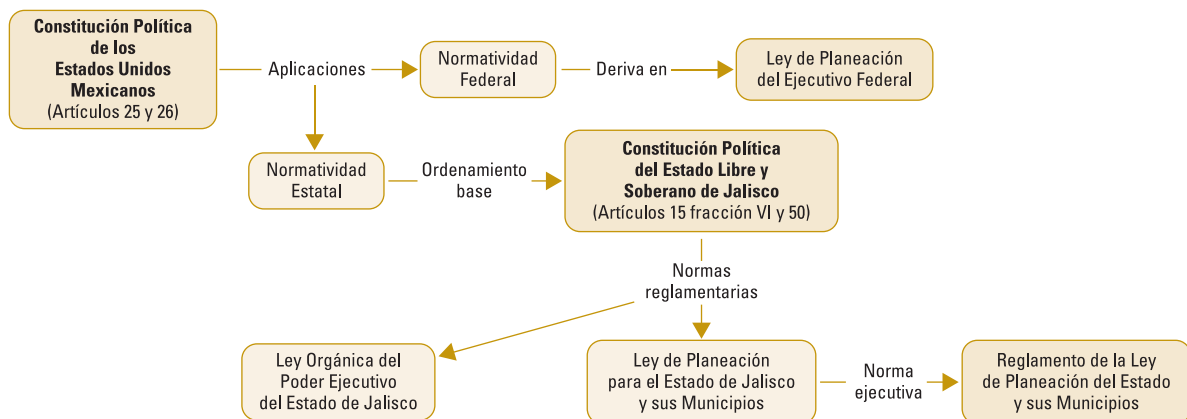 Constitución Política
de los
Estados Unidos
Mexicanos
(Artículos 25 y 26)
Aplicaciones
Normatividad
Federal
Deriva en
Ley de Planeación
del Ejecutivo Federal
Normatividad
Estatal
Ordenamiento
base
Constitución Política
del Estado Libre y
Soberano de Jalisco
(Artículos 15 fracción VI y 50)
Normas
reglamentarias
Ley Orgánica del
Poder Ejecutivo
del Estado de Jalisco
Ley de Planeación
para el Estado de Jalisco
y sus Municipios
Norma
ejecutiva
Reglamento de la Ley
de Planeación del Estado
y sus Municipios